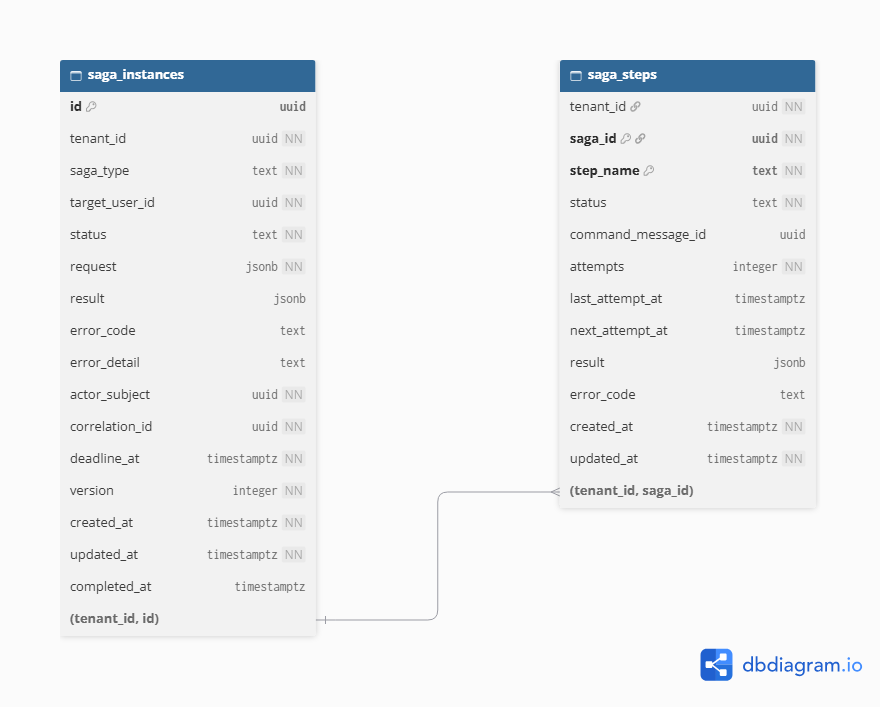 saga_instances
id uuid
tenant_id uuid NN
saga_type text NN
target_user_id uuid NN
status text NN
request jsonb NN
result jsonb
error_code text
error_detail text
actor_subject uuid NN
correlation_id uuid NN
deadline_at timestamptz NN
version integer NN
created_at timestamptz NN
updated_at timestamptz NN
completed_at timestamptz
(tenant_id, id)
saga_steps
tenant_id uuid NN
saga_id uuid NN
step_name text NN
status text NN
command_message_id uuid
attempts integer NN
last_attempt_at timestamptz
next_attempt_at timestamptz
result jsonb
error_code text
created_at timestamptz NN
updated_at timestamptz NN
(tenant_id, saga_id)
dbdiagram.io